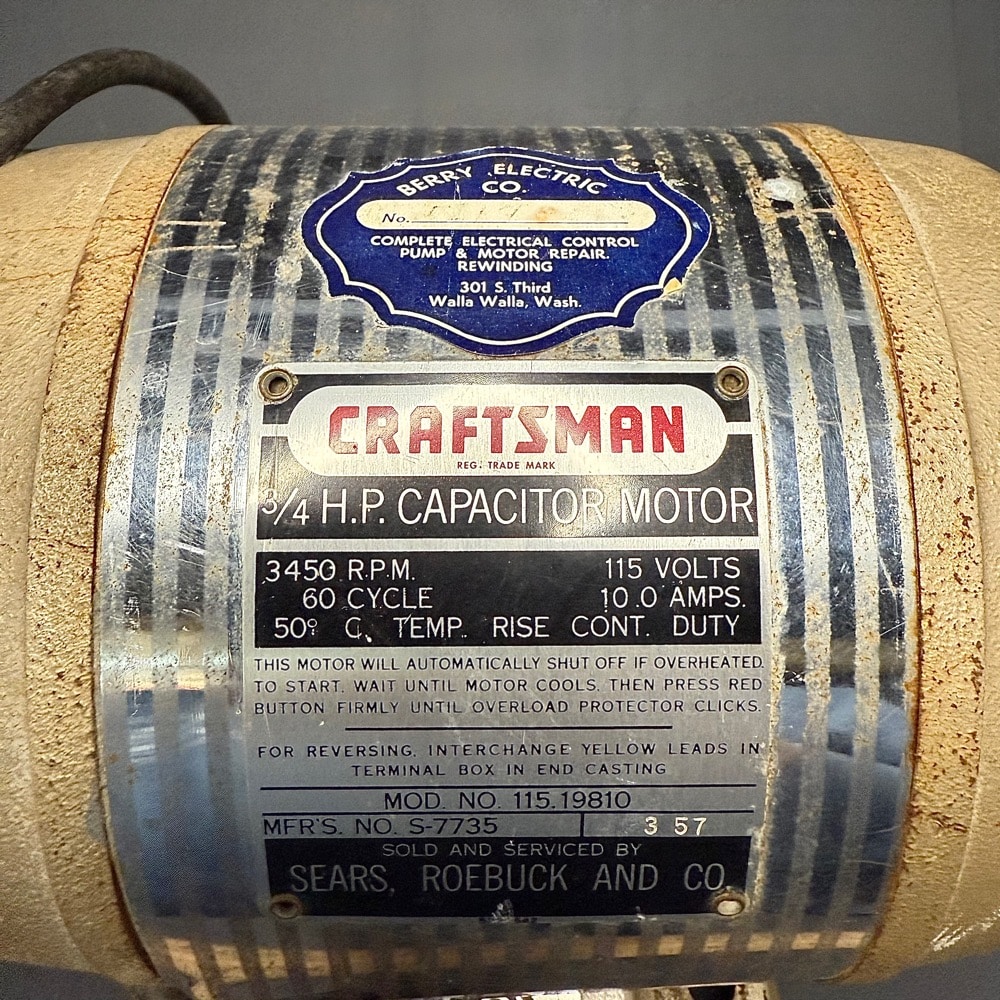 BERRY ELECTRIC
CO.
No.
COMPLETE ELECTRICAL CONTROL
PUMP & MOTOR REPAIR.
REWINDING
301 S. Third
Walla Walla, Wash.
CRAFTSMAN
REG. TRADE MARK
3/4 H.P. CAPACITOR MOTOR
3450 R.P.M. 115 VOLTS
60 CYCLE 10.0 AMPS.
50° C. TEMP. RISE CONT. DUTY
THIS MOTOR WILL AUTOMATICALLY SHUT OFF IF OVERHEATED.
TO START, WAIT UNTIL MOTOR COOLS, THEN PRESS RED
BUTTON FIRMLY UNTIL OVERLOAD PROTECTOR CLICKS.
FOR REVERSING, INTERCHANGE YELLOW LEADS IN
TERMINAL BOX IN END CASTING
MOD. NO. 115.19810
MFR'S. NO. S-7735 3 57
SOLD AND SERVICED BY
SEARS, ROEBUCK AND CO.